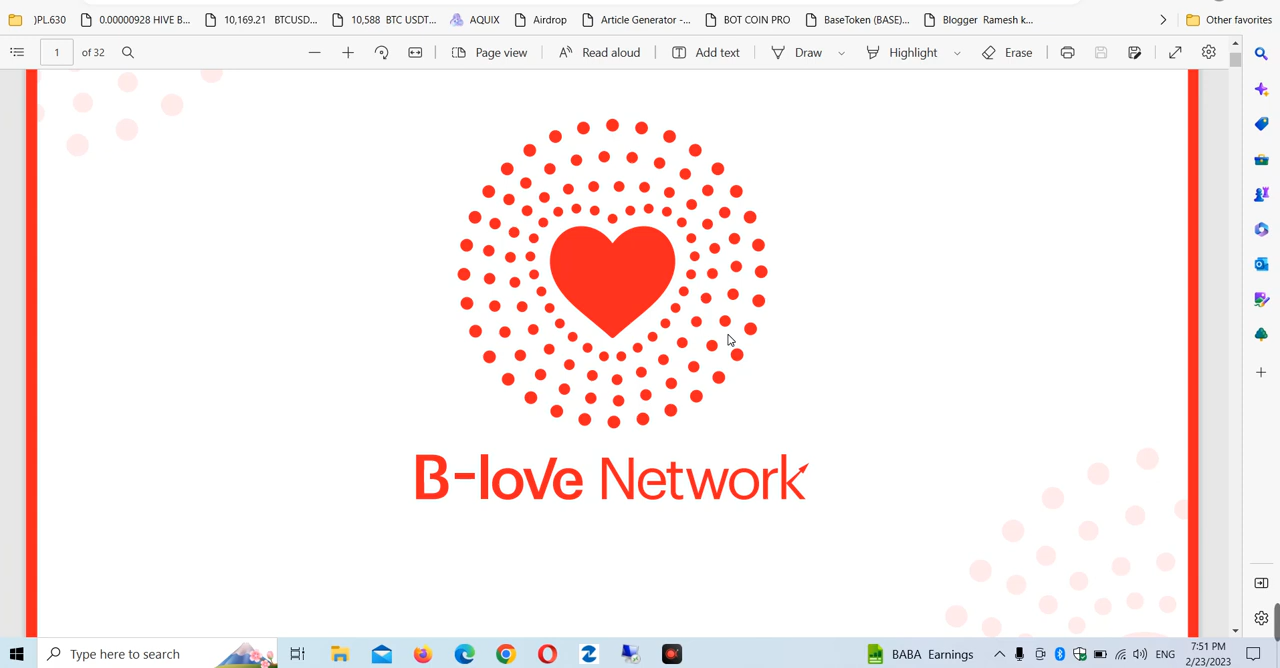 )PL.630
0.00000928 HIVE B...
10,169.21 BTCUSD...
10,588 BTC USDT...
AQUIX
Airdrop
Article Generator -...
BOT COIN PRO
BaseToken (BASE)...
Blogger Ramesh k...
Other favorites
1 of 32
Page view
Read aloud
Add text
Draw
Highlight
Erase
B-love Network
Type here to search
BABA Earnings
ENG
7:51 PM
2/23/2023